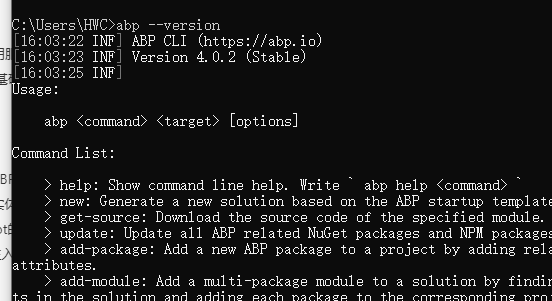 C:\Users\HWC>abp --version
[16:03:22 INF] ABP CLI (https://abp.io)
[16:03:23 INF] Version 4.0.2 (Stable)
[16:03:25 INF]
Usage:
abp <command> <target> [options]
Command List:
> help: Show command line help. Write ` abp help <command> `
> new: Generate a new solution based on the ABP startup template
> get-source: Download the source code of the specified module.
> update: Update all ABP related NuGet packages and NPM packages
> add-package: Add a new ABP package to a project by adding rela
attributes.
> add-module: Add a multi-package module to a solution by findin
ts in the solution and adding each package to the corresponding pro